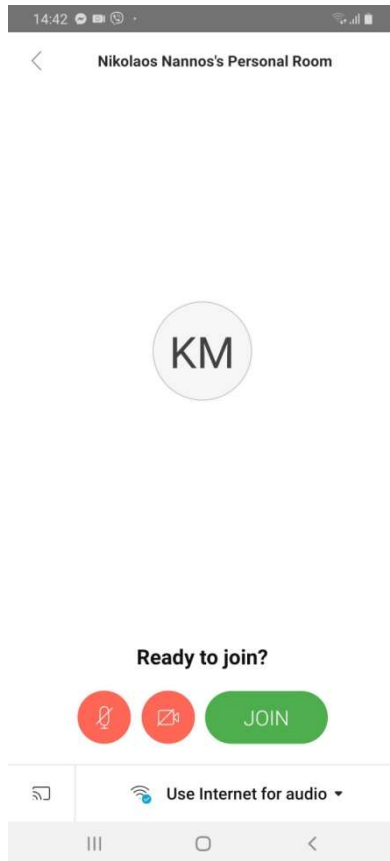 14:42
Nikolaos Nannos's Personal Room
KM
Ready to join?
JOIN
Use Internet for audio